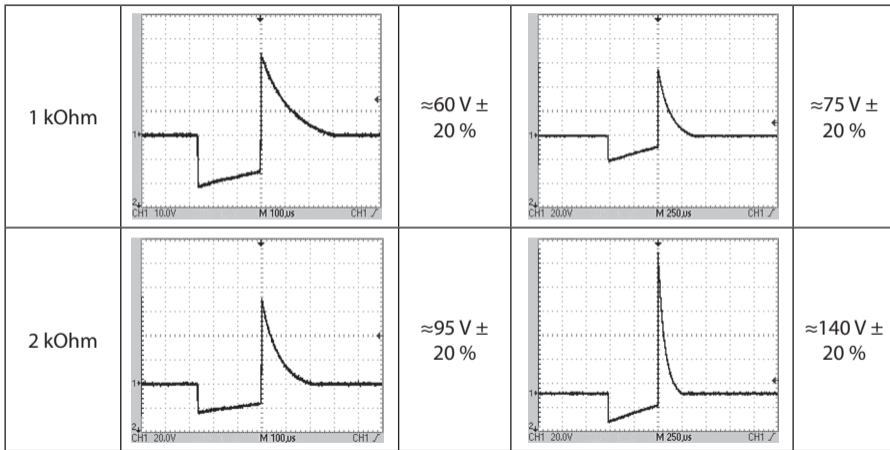 1 kOhm
1
2
CH1 10.0V M 100µs CH1
≈60 V ±
20 %
1
2
CH1 20.0V M 250µs CH1
≈75 V ±
20 %
2 kOhm
1
2
CH1 20.0V M 100µs CH1
≈95 V ±
20 %
1
2
CH1 20.0V M 250µs CH1
≈140 V ±
20 %